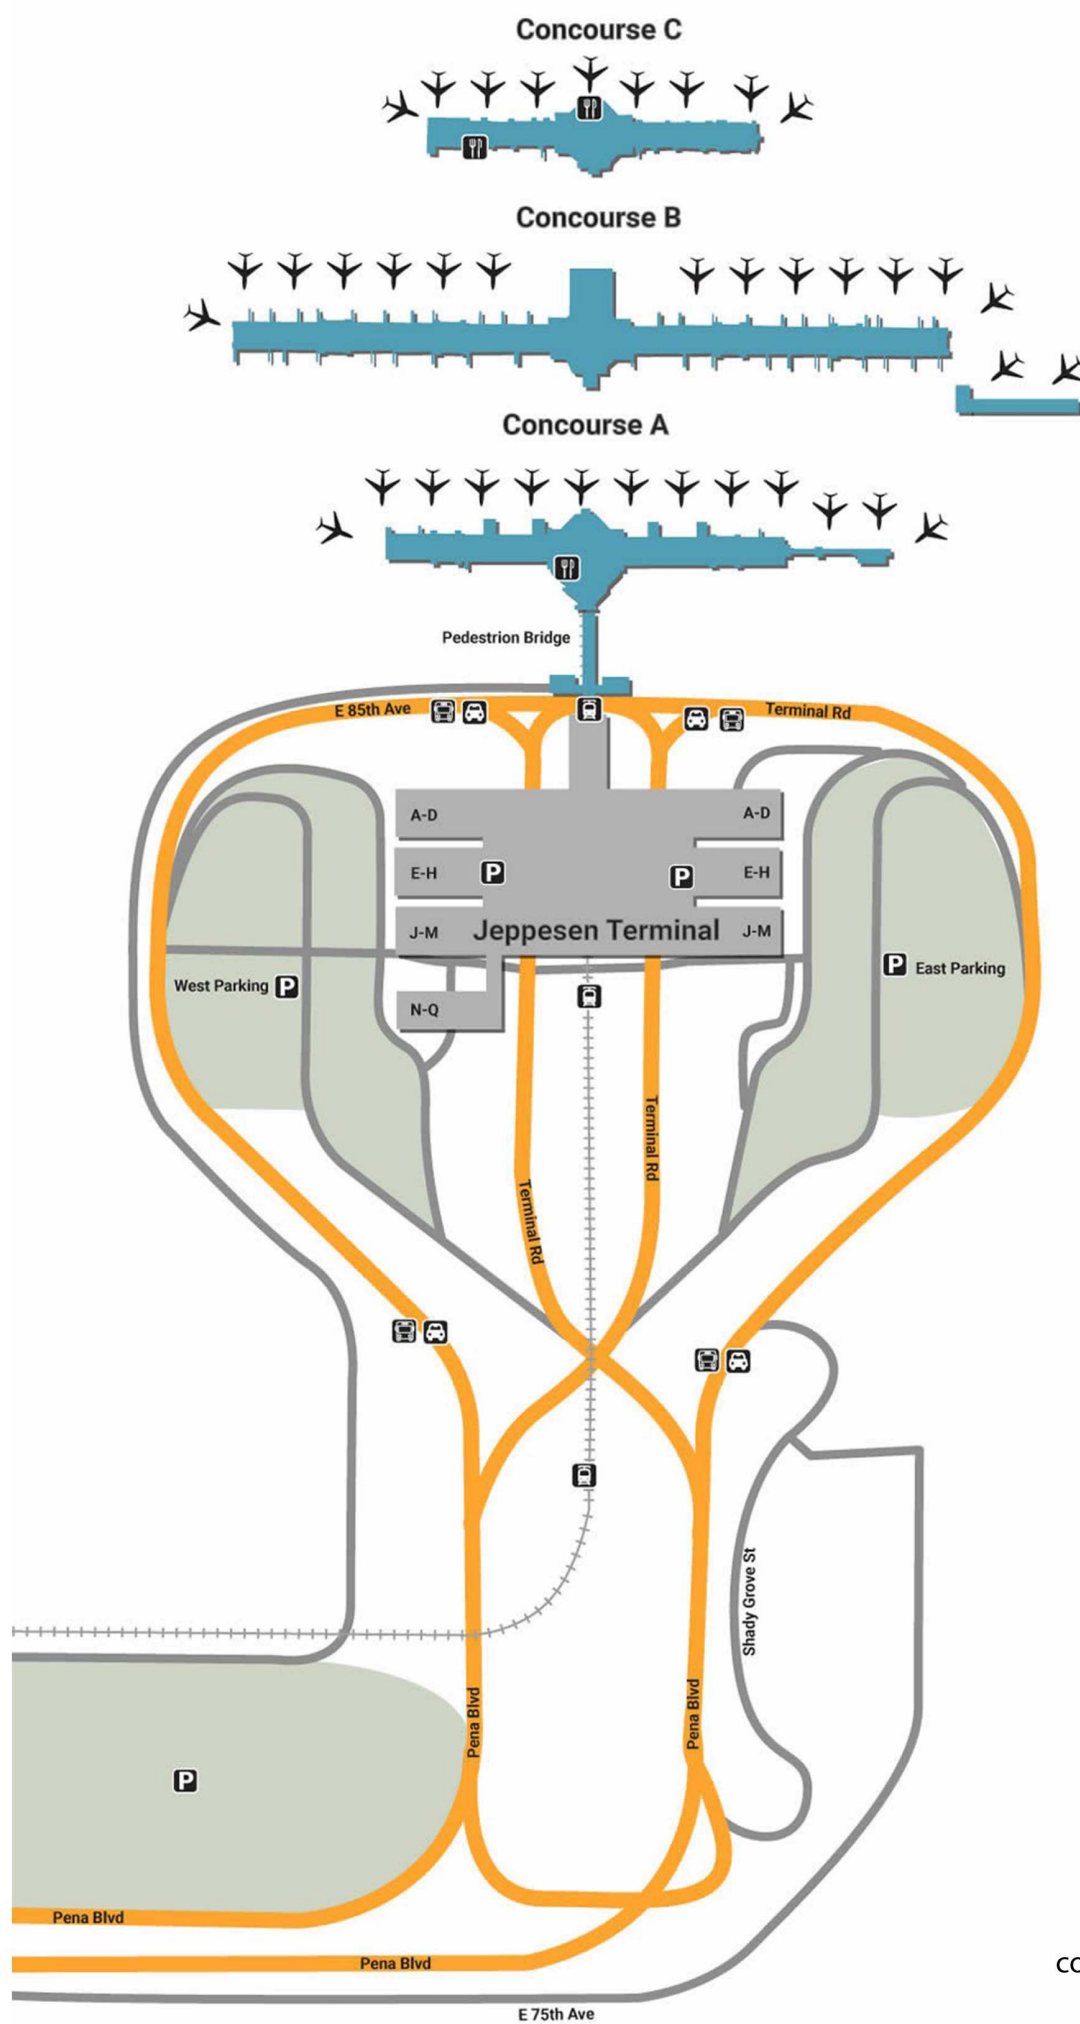 Concourse C
Concourse B
Concourse A
Pedestrion Bridge
E 85th Ave
Terminal Rd
A-D
A-D
E-H
P
P
E-H
J-M
Jeppesen Terminal
J-M
West Parking P
P East Parking
N-Q
Terminal Rd
Terminal Rd
Shady Grove St
Pena Blvd
Pena Blvd
P
Pena Blvd
Pena Blvd
E 75th Ave